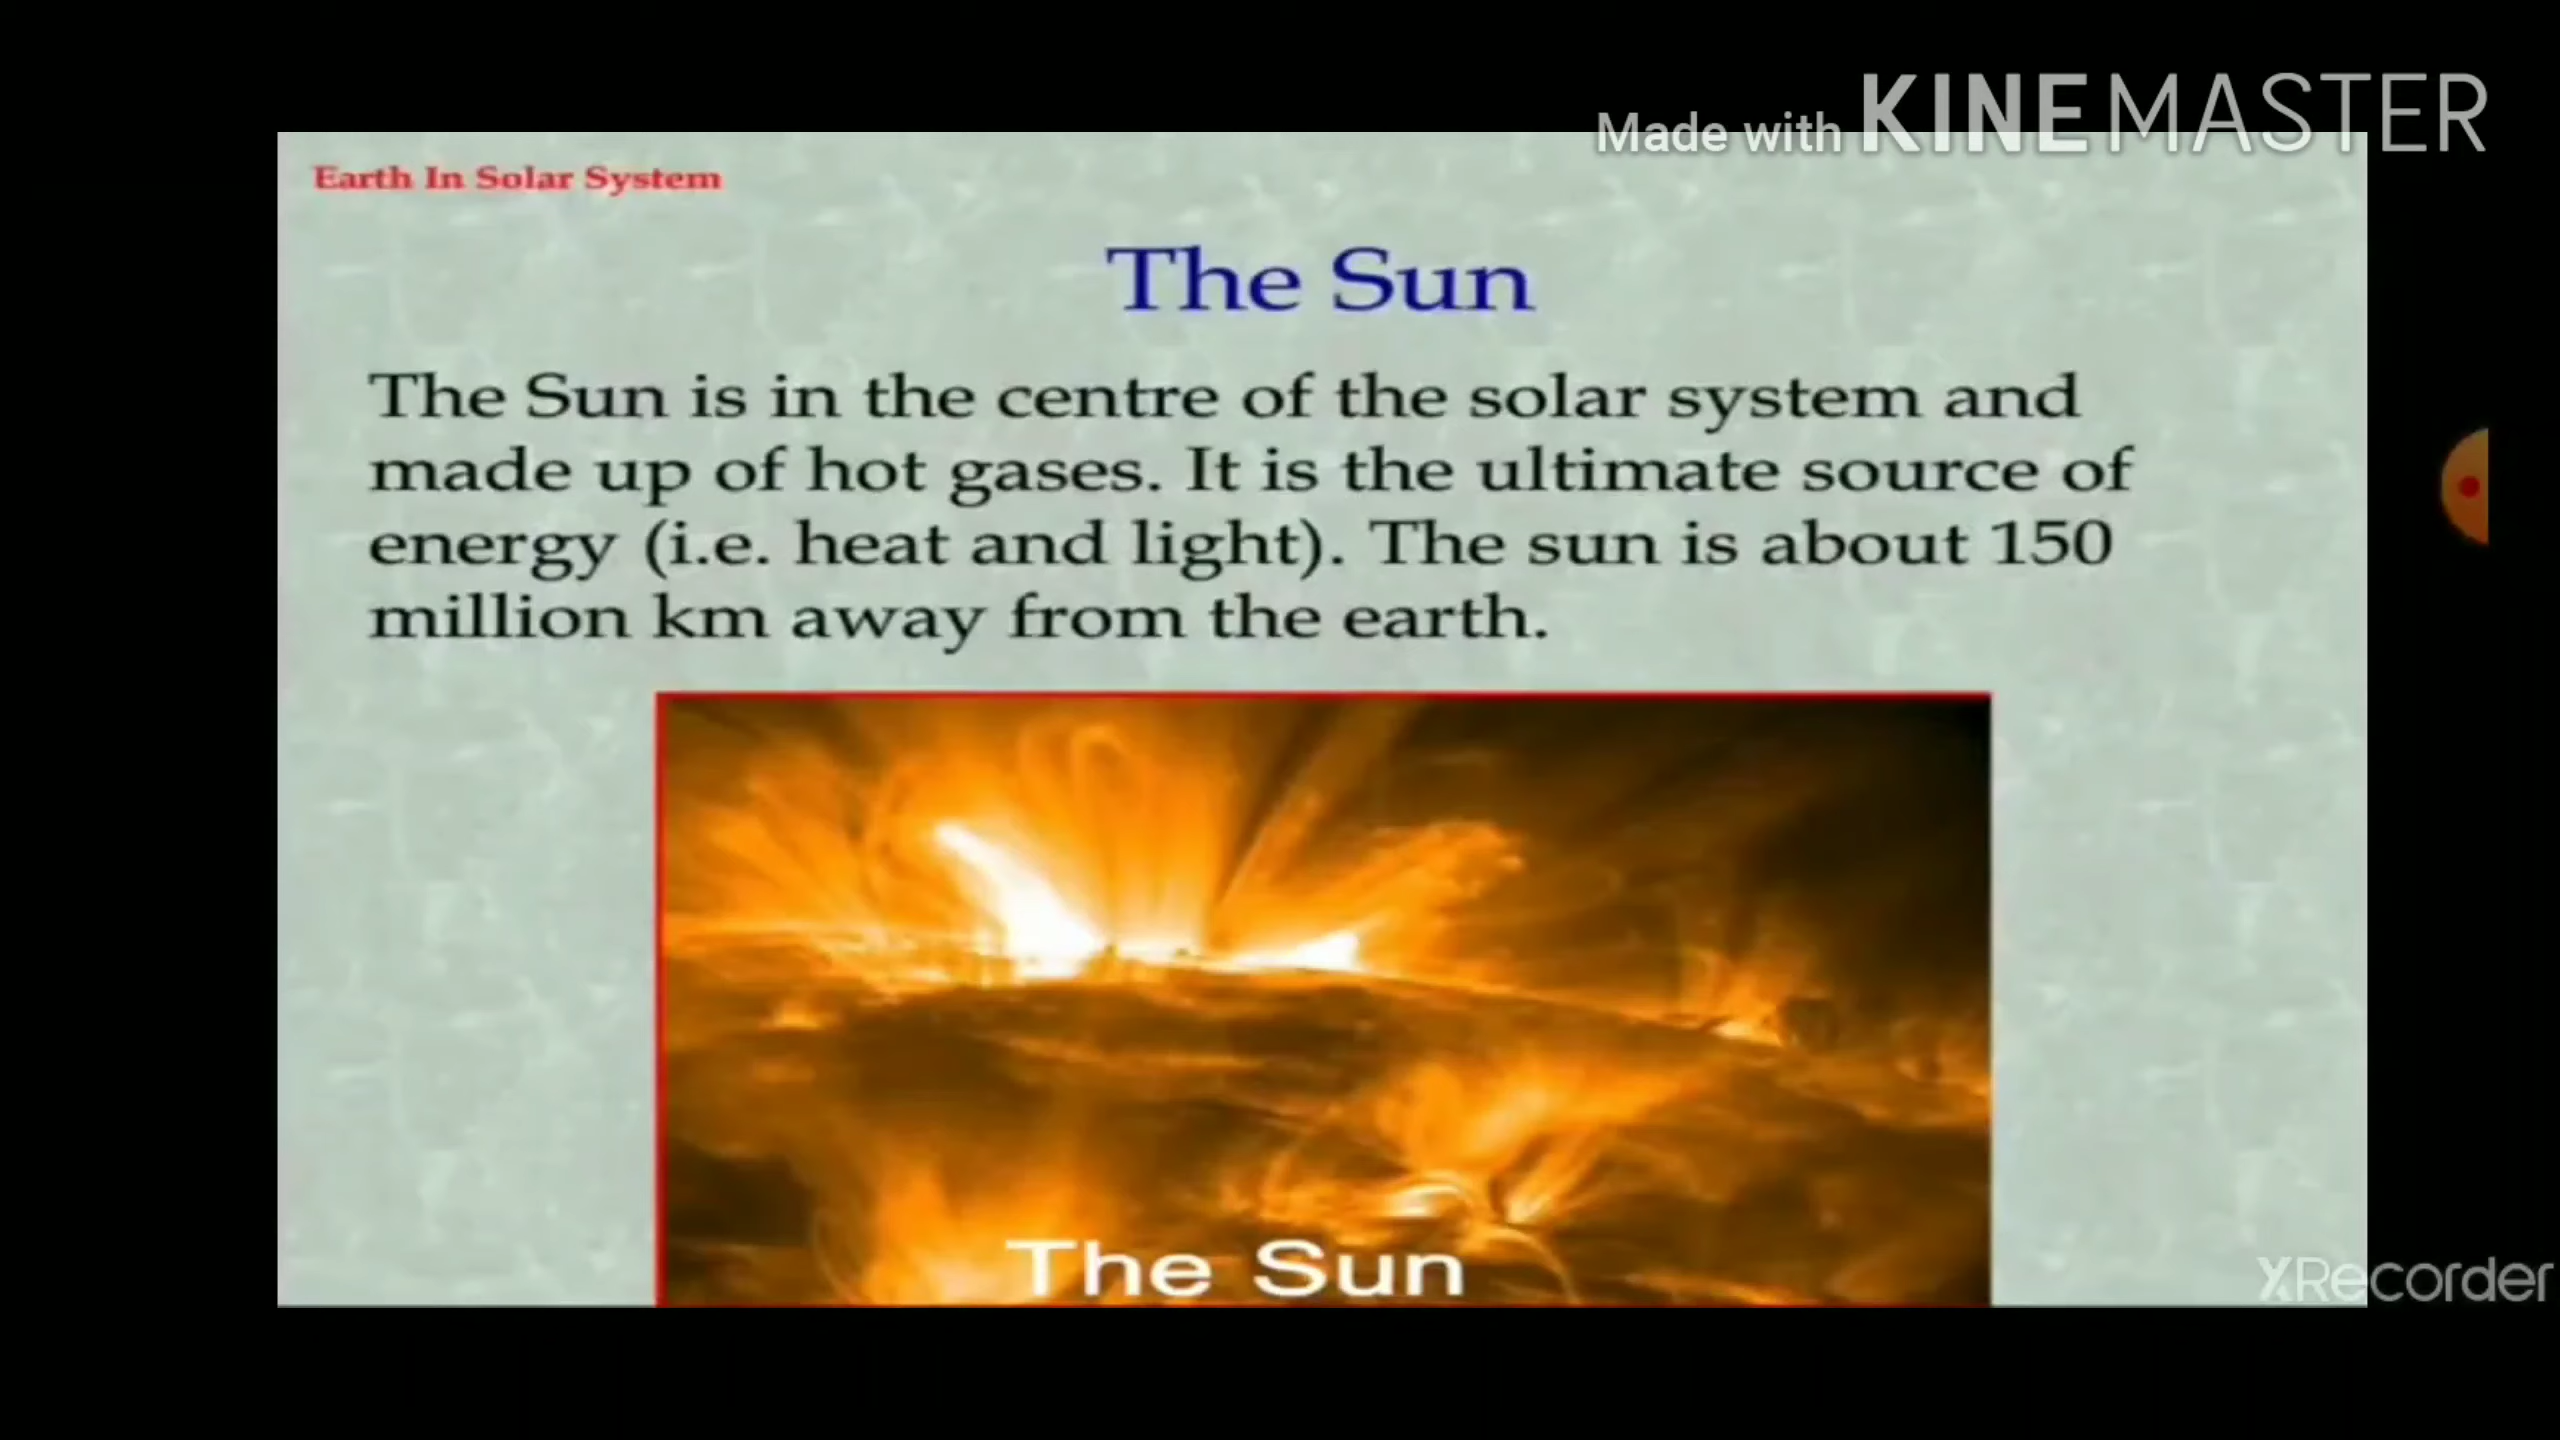 Made with KINEMASTER
Earth In Solar System
The Sun
The Sun is in the centre of the solar system and
made up of hot gases. It is the ultimate source of
energy (i.e. heat and light). The sun is about 150
million km away from the earth.
The Sun
XRecorder